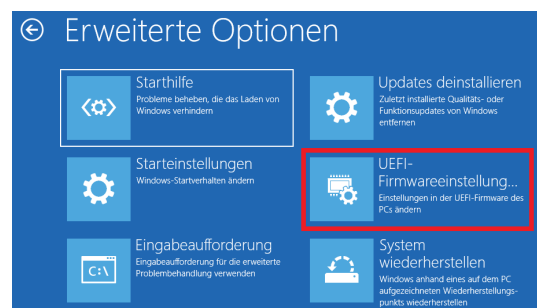 Erweiterte Optionen
Starthilfe
Probleme beheben, die das Laden von
Windows verhindern
Updates deinstallieren
Zuletzt installierte Qualitäts- oder
Funktionsupdates von Windows
entfernen
Starteinstellungen
Windows-Startverhalten ändern
UEFI-
Firmwareeinstellung...
Einstellungen in der UEFI-Firmware des
PCs ändern
Eingabeaufforderung
Eingabeaufforderung für die erweiterte
Problembehandlung verwenden
C:\
System
wiederherstellen
Windows anhand eines auf dem PC
aufgezeichneten Wiederherstellungs-
punkts wiederherstellen